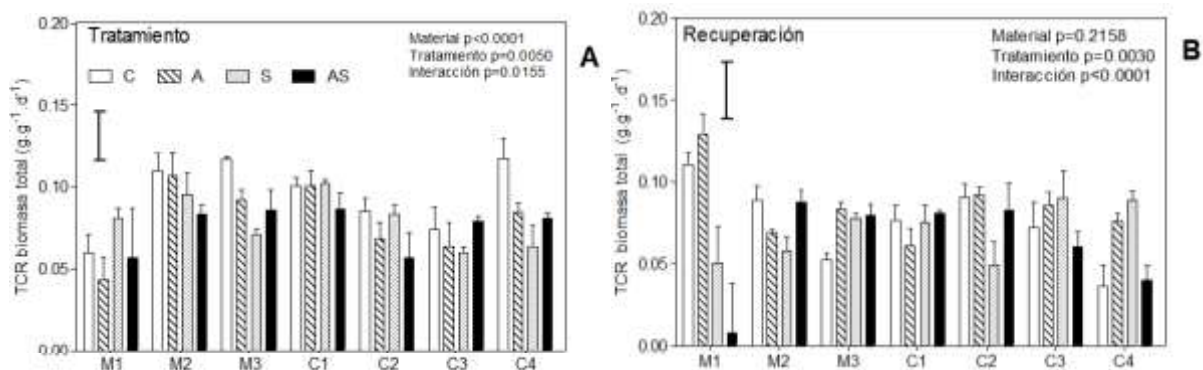 Tratamiento
Material p<0.0001
Tratamiento p=0.0050
Interacción p=0.0155
A
C A S AS
TCR biomasa total (g.g⁻¹.d⁻¹)
0.20
0.15
0.10
0.05
0.00
M1 M2 M3 C1 C2 C3 C4
Recuperación
Material p=0.2158
Tratamiento p=0.0030
Interacción p<0.0001
B
TCR biomasa total (g.g⁻¹.d⁻¹)
0.20
0.15
0.10
0.05
0.00
M1 M2 M3 C1 C2 C3 C4